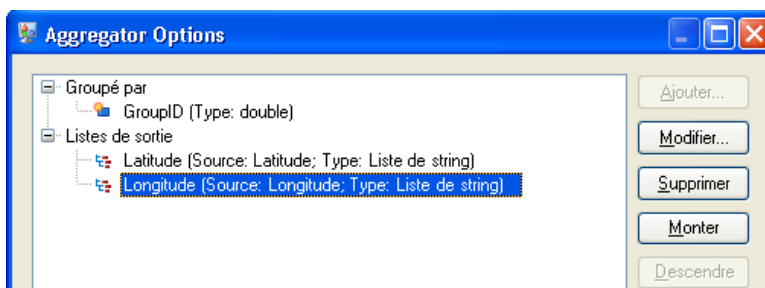 Aggregator Options
Groupé par
GroupID (Type: double)
Listes de sortie
Latitude (Source: Latitude; Type: Liste de string)
Longitude (Source: Longitude; Type: Liste de string)
Ajouter...
Modifier...
Supprimer
Monter
Descendre